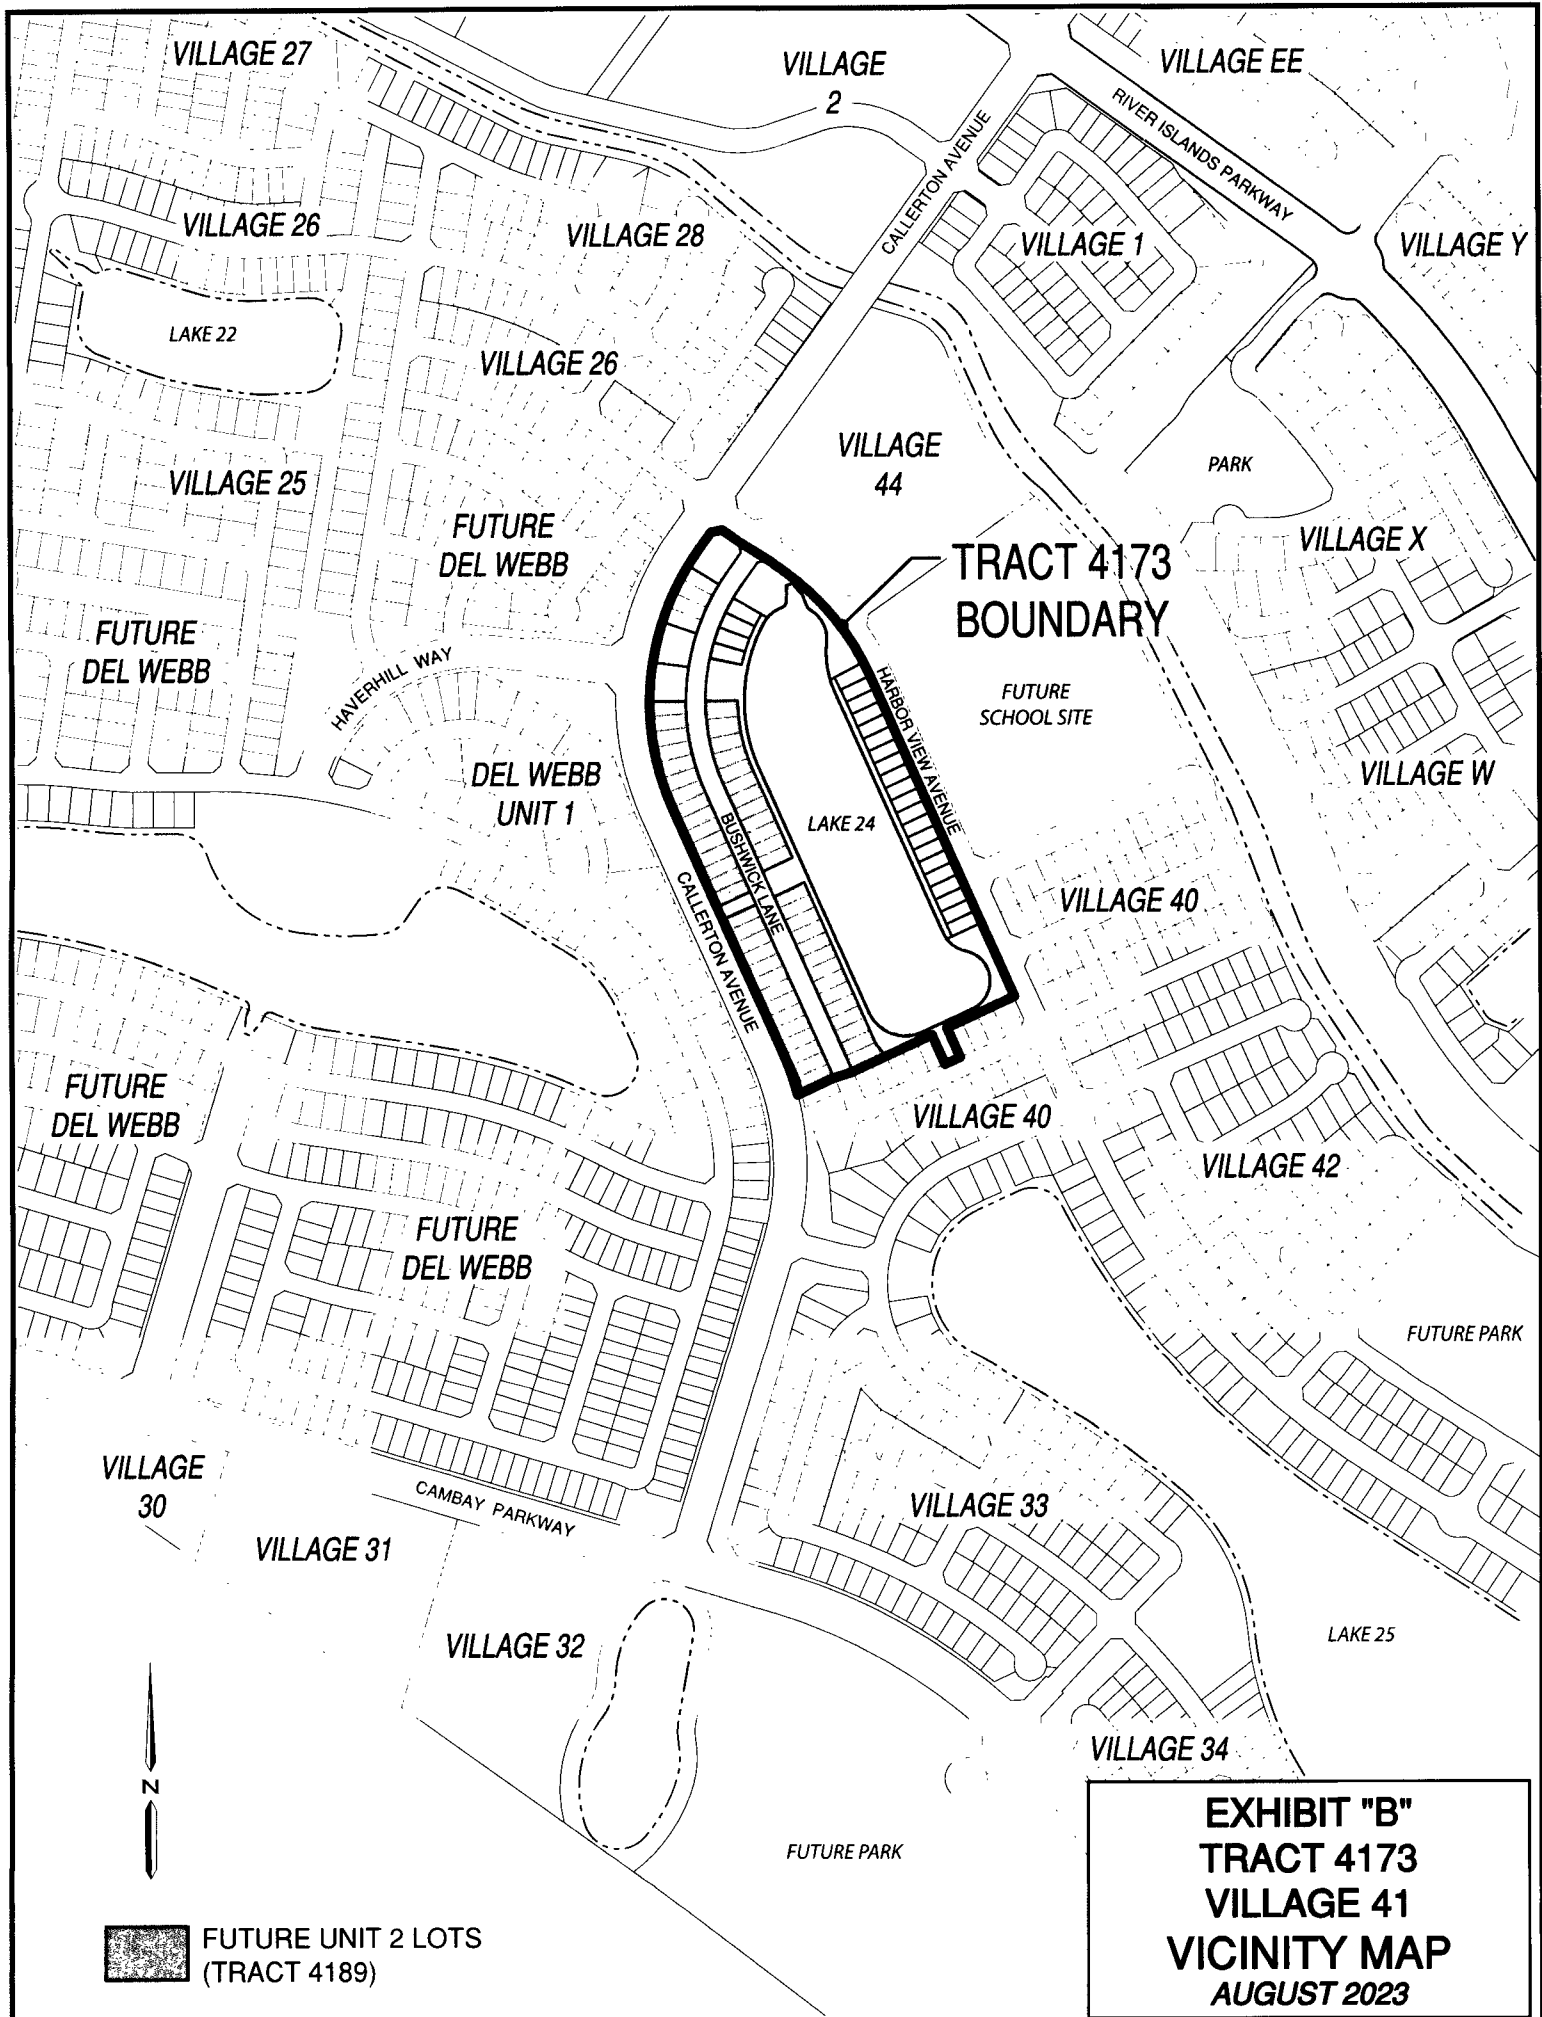 VILLAGE 27
VILLAGE
2
VILLAGE EE
RIVER ISLANDS PARKWAY
CALLERTON AVENUE
VILLAGE 26
VILLAGE 28
VILLAGE 1
VILLAGE Y
LAKE 22
VILLAGE 26
VILLAGE
44
PARK
VILLAGE 25
FUTURE
DEL WEBB
VILLAGE X
TRACT 4173
BOUNDARY
FUTURE
DEL WEBB
HAVERHILL WAY
HARBOR VIEW AVENUE
FUTURE
SCHOOL SITE
DEL WEBB
UNIT 1
VILLAGE W
BUSHWICK LANE
LAKE 24
CALLERTON AVENUE
VILLAGE 40
FUTURE
DEL WEBB
VILLAGE 40
VILLAGE 42
FUTURE
DEL WEBB
FUTURE PARK
VILLAGE
30
CAMBAY PARKWAY
VILLAGE 33
VILLAGE 31
VILLAGE 32
LAKE 25
VILLAGE 34
N
FUTURE PARK
FUTURE UNIT 2 LOTS
(TRACT 4189)
EXHIBIT "B"
TRACT 4173
VILLAGE 41
VICINITY MAP
AUGUST 2023